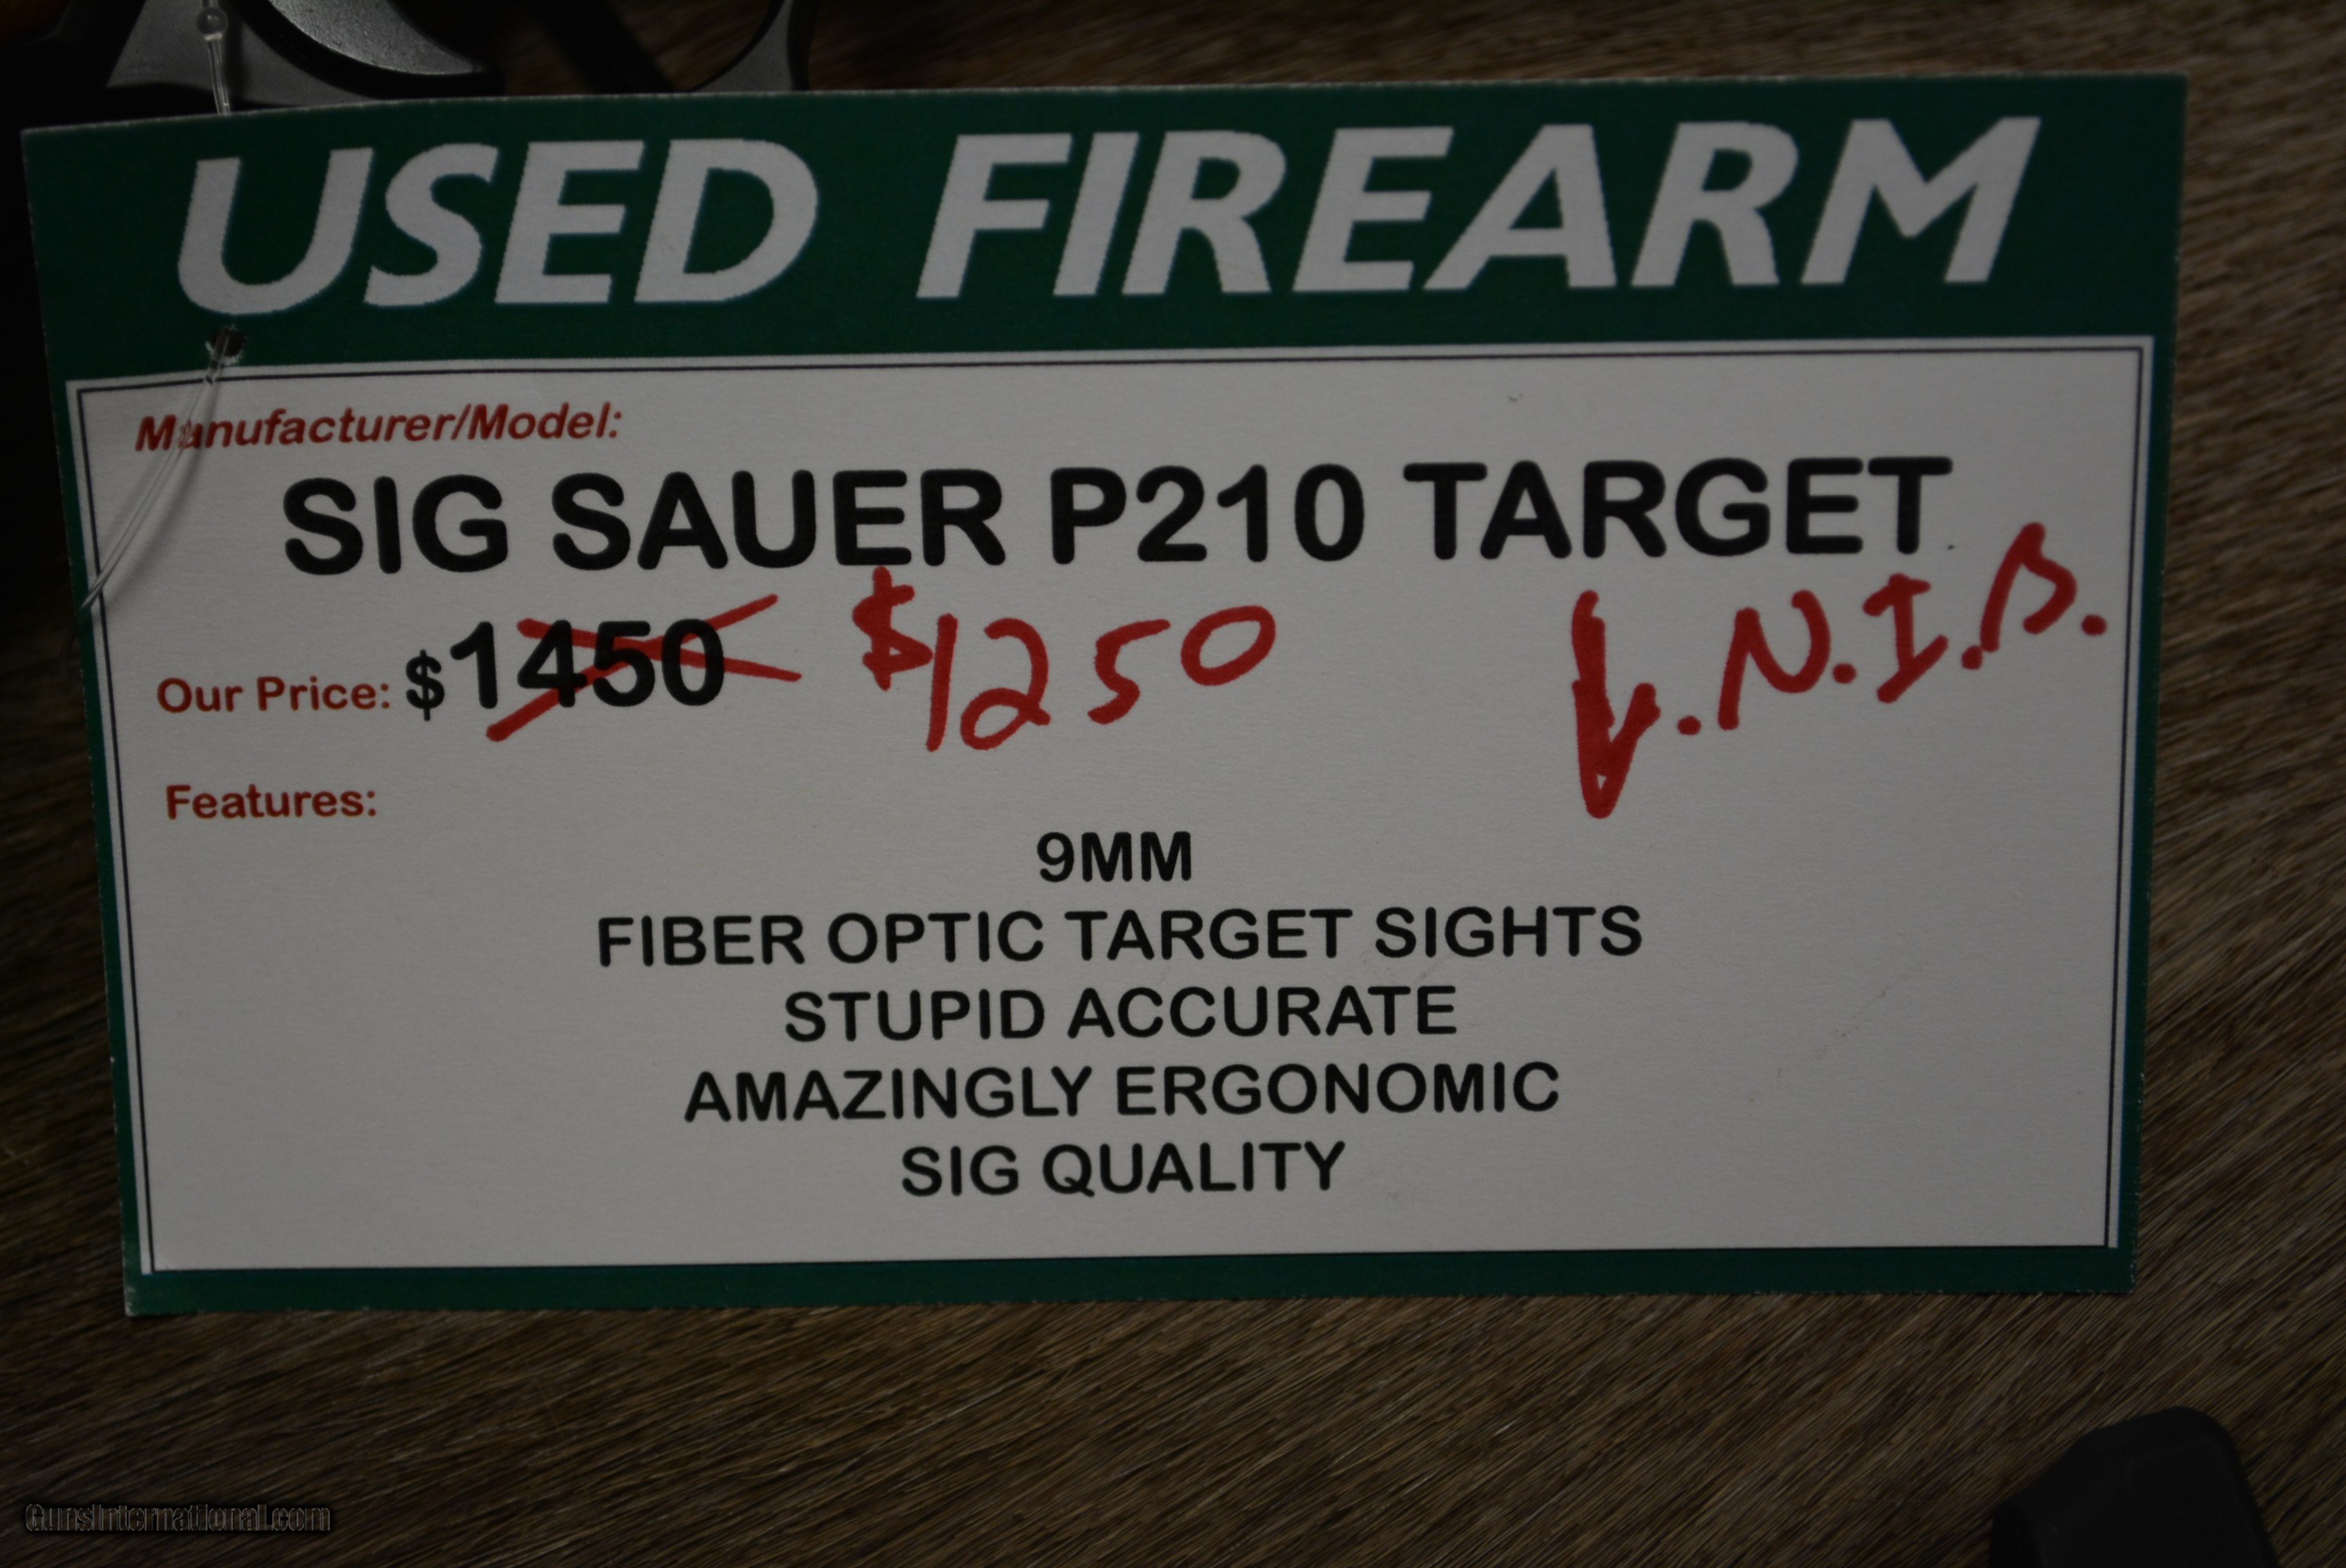 USED FIREARM
Manufacturer/Model:
SIG SAUER P210 TARGET
Our Price: $1450 $1250 L.N.I.B.
Features:
9MM
FIBER OPTIC TARGET SIGHTS
STUPID ACCURATE
AMAZINGLY ERGONOMIC
SIG QUALITY
GunsInternational.com